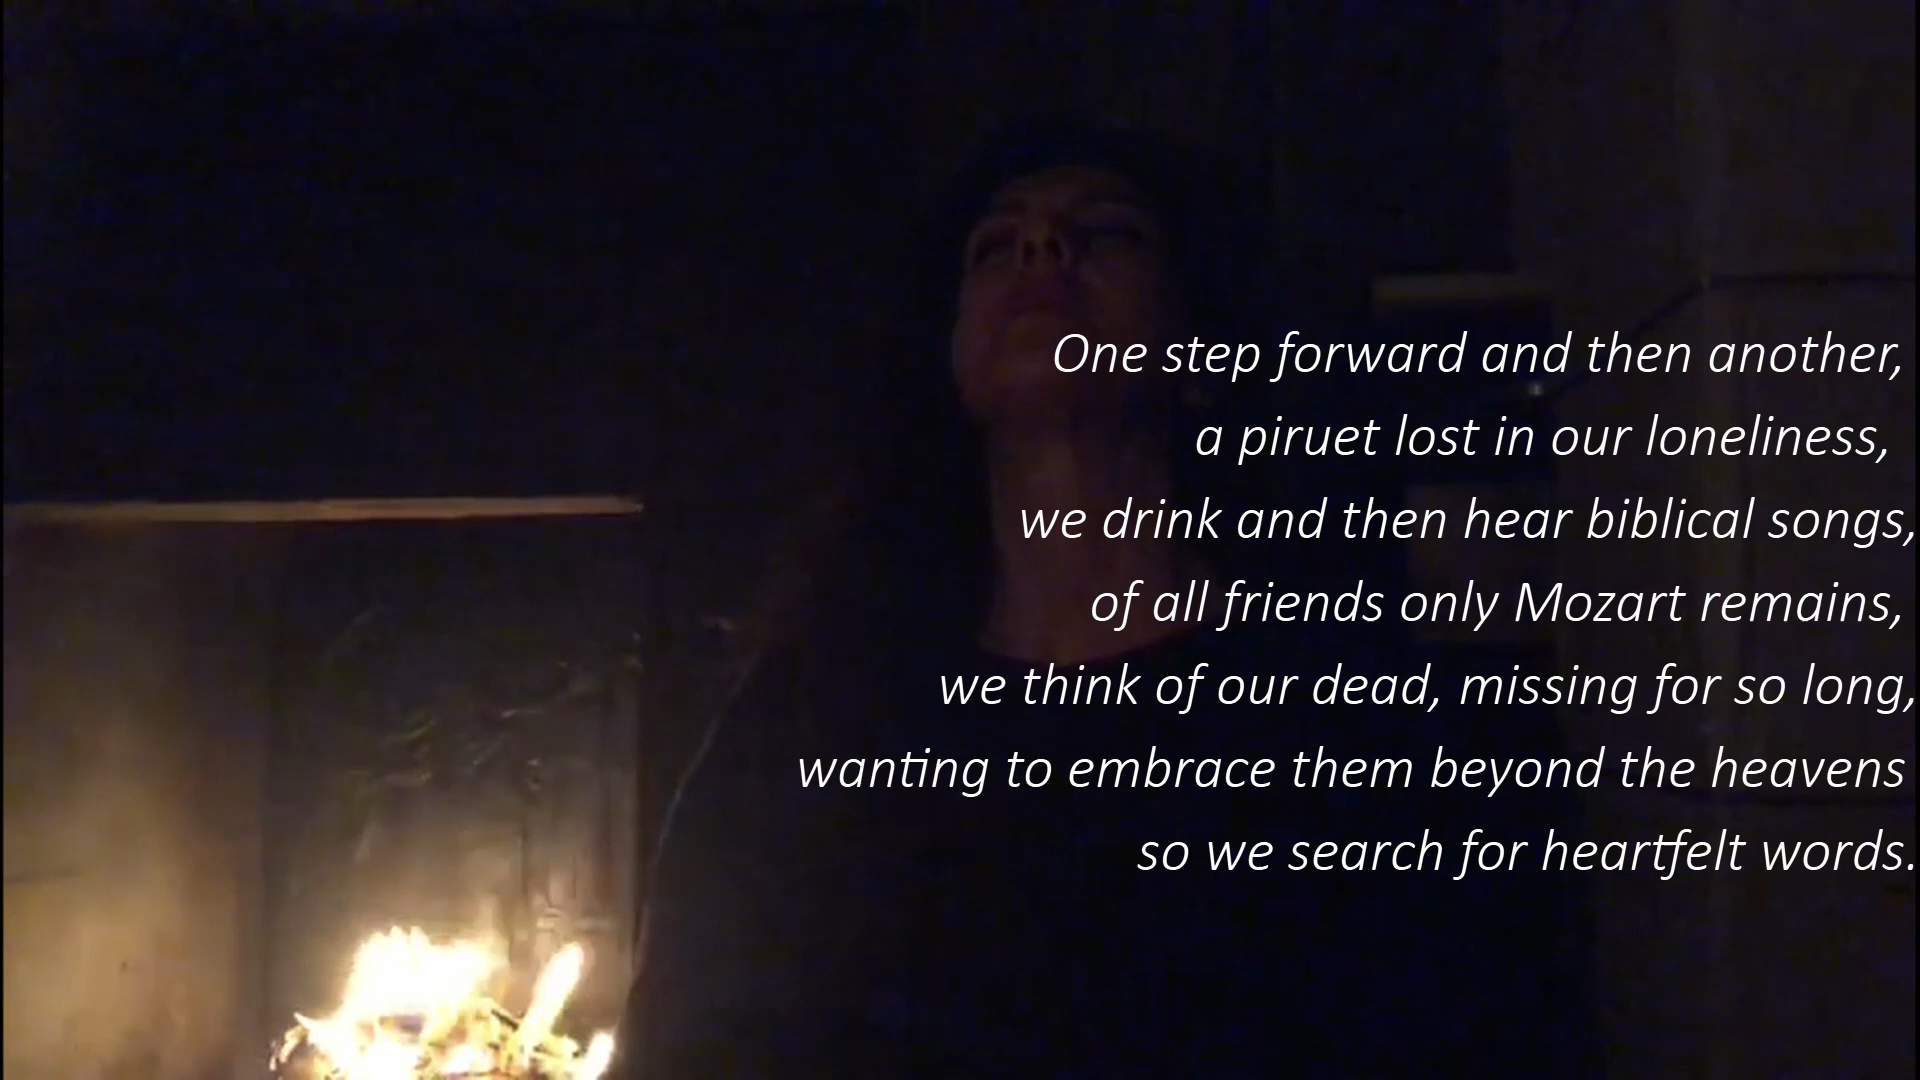 One step forward and then another,
a piruet lost in our loneliness,
we drink and then hear biblical songs,
of all friends only Mozart remains,
we think of our dead, missing for so long,
wanting to embrace them beyond the heavens
so we search for heartfelt words.